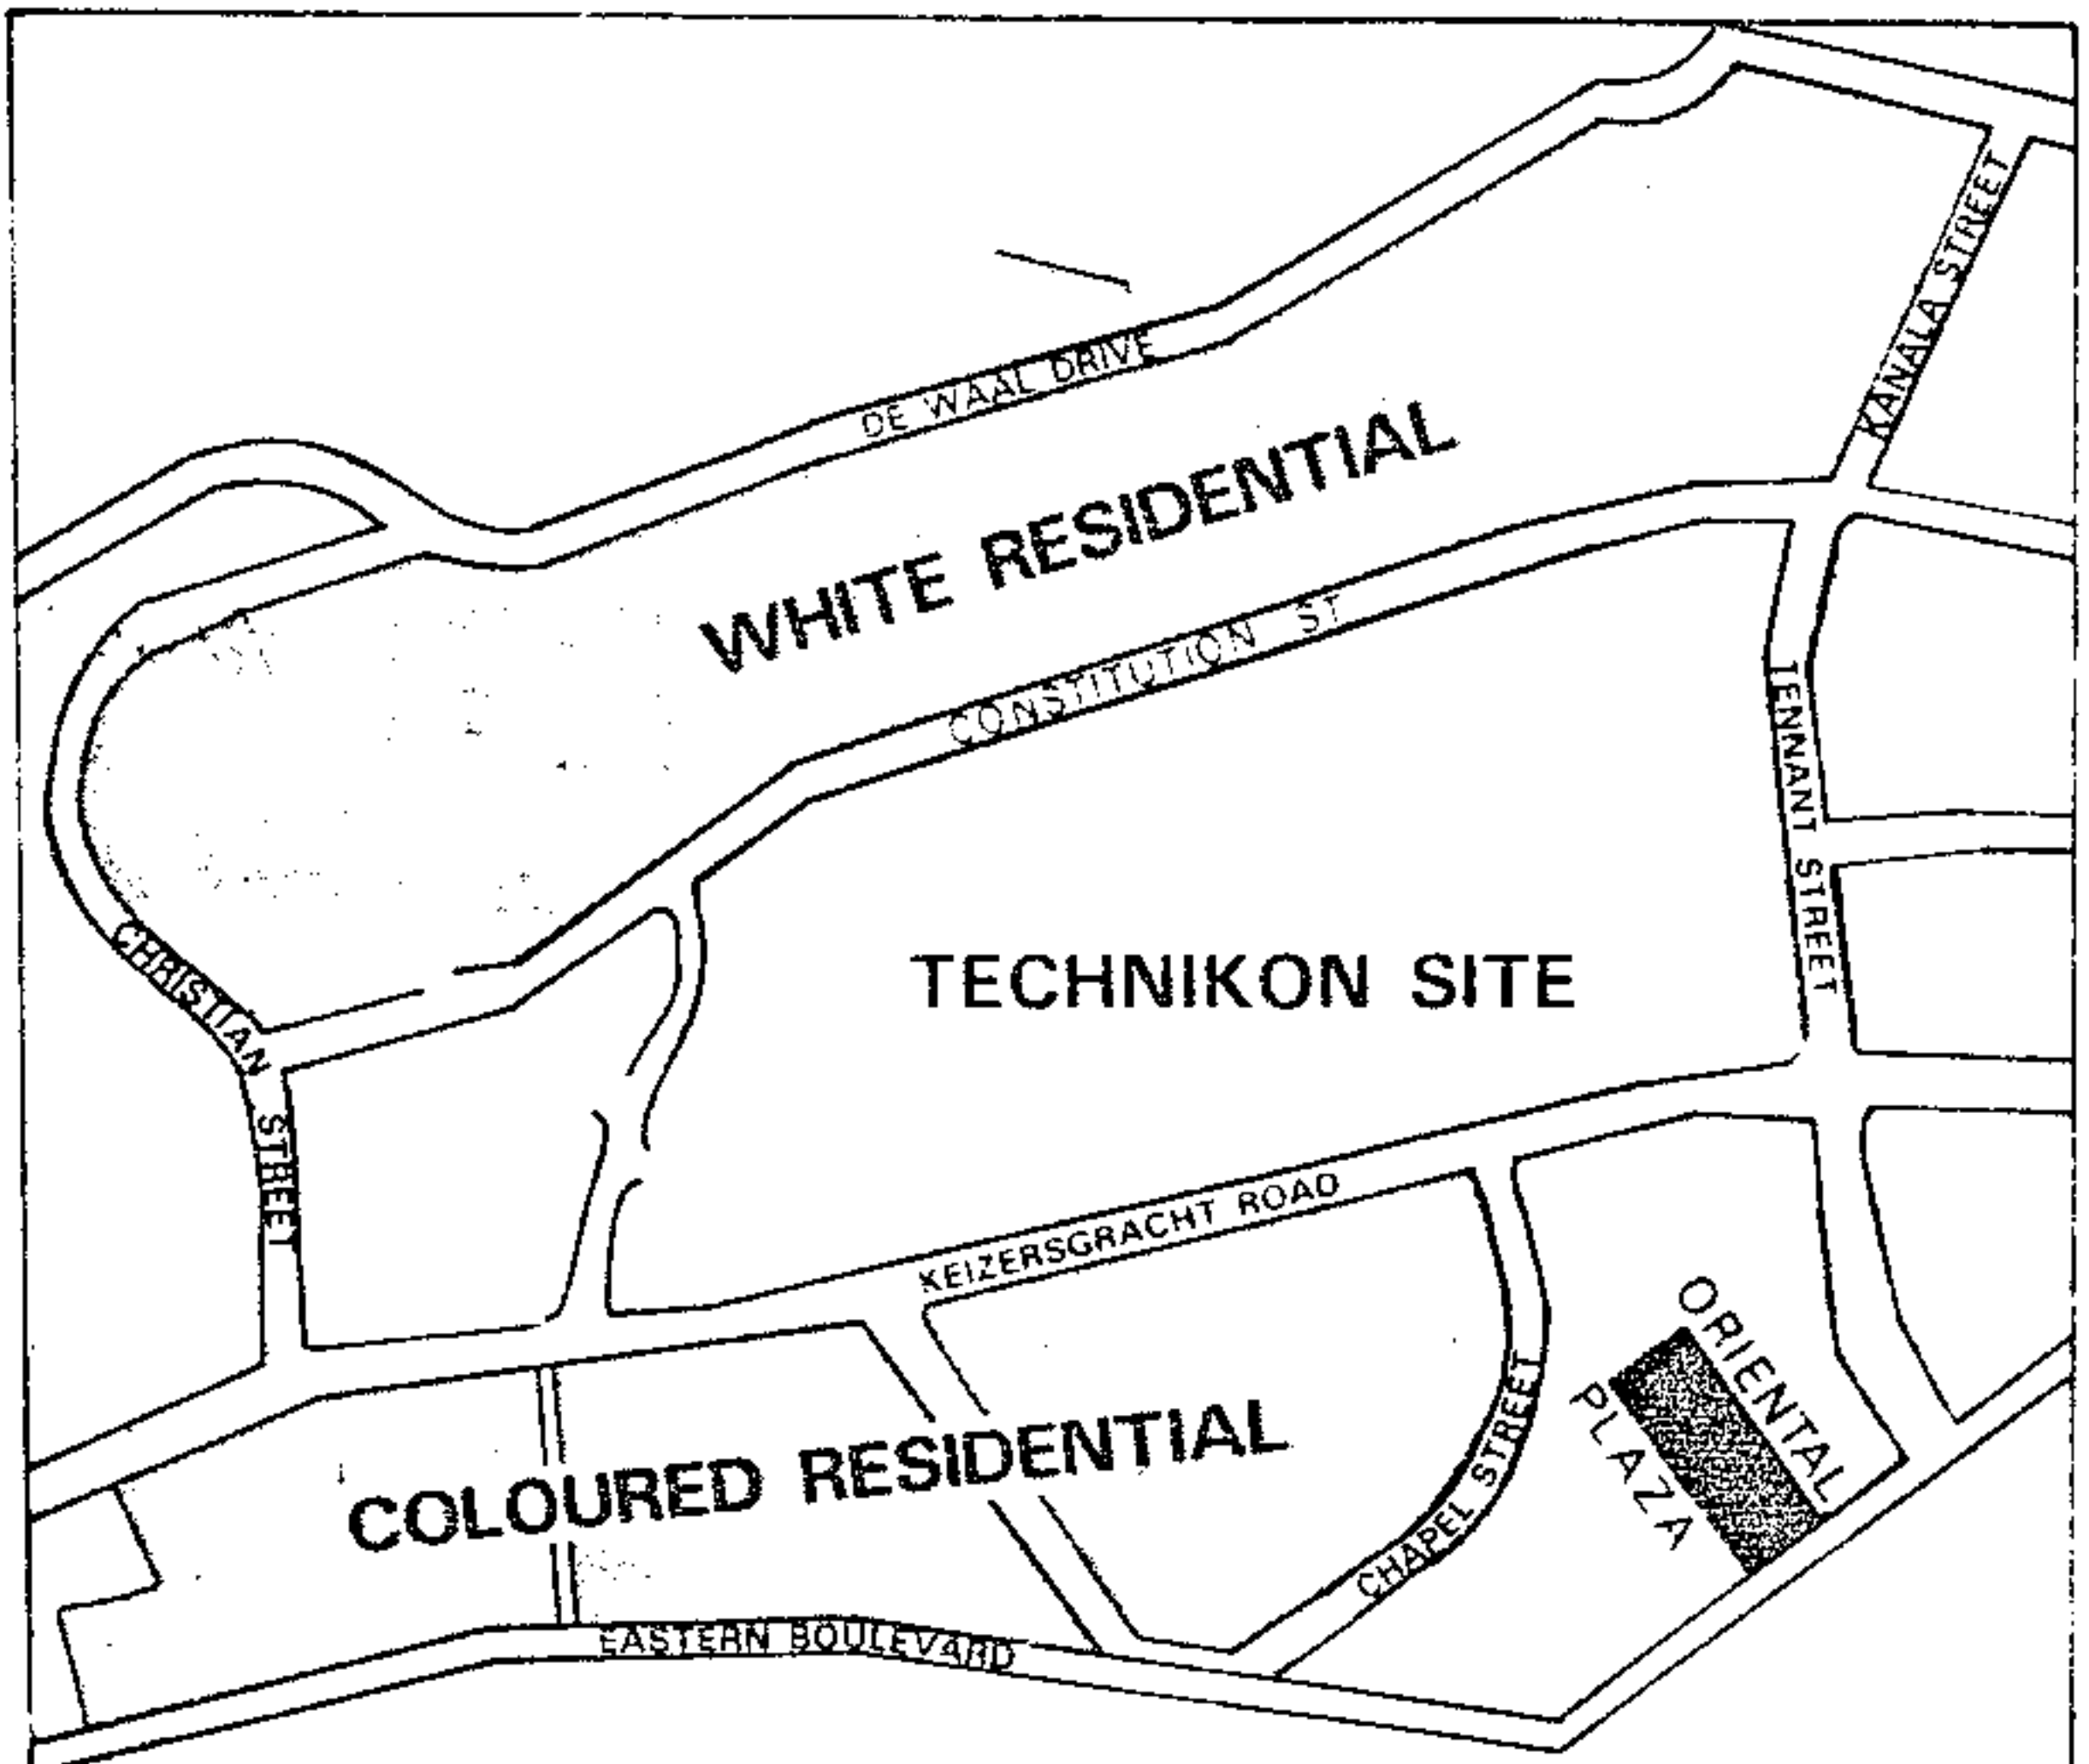 KANALA STREET
DE WAAL DRIVE
WHITE RESIDENTIAL
CONSTITUTION ST
TENNANT STREET
CHRISTIAN STREET
TECHNIKON SITE
KEIZERSGRACHT ROAD
ORIENTAL
PLAZA
COLOURED RESIDENTIAL
CHAPEL STREET
EASTERN BOULEVARD